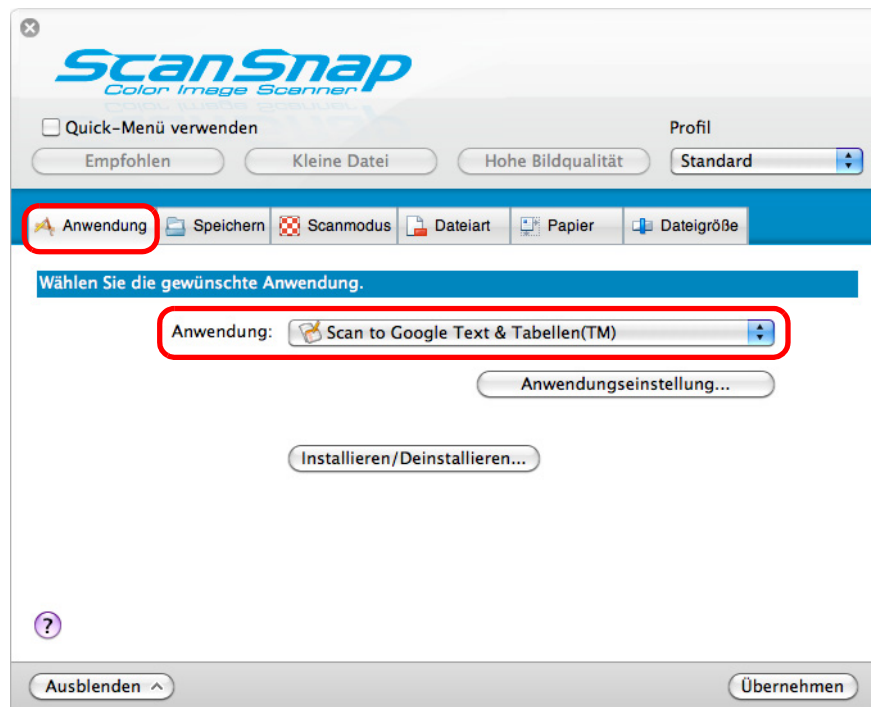 ScanSnap
Color Image Scanner
Quick-Menü verwenden
Profil
Empfohlen
Kleine Datei
Hohe Bildqualität
Standard
Anwendung
Speichern
Scanmodus
Dateiart
Papier
Dateigröße
Wählen Sie die gewünschte Anwendung.
Anwendung: Scan to Google Text & Tabellen(TM)
Anwendungseinstellung...
Installieren/Deinstallieren...
?
Ausblenden
Übernehmen